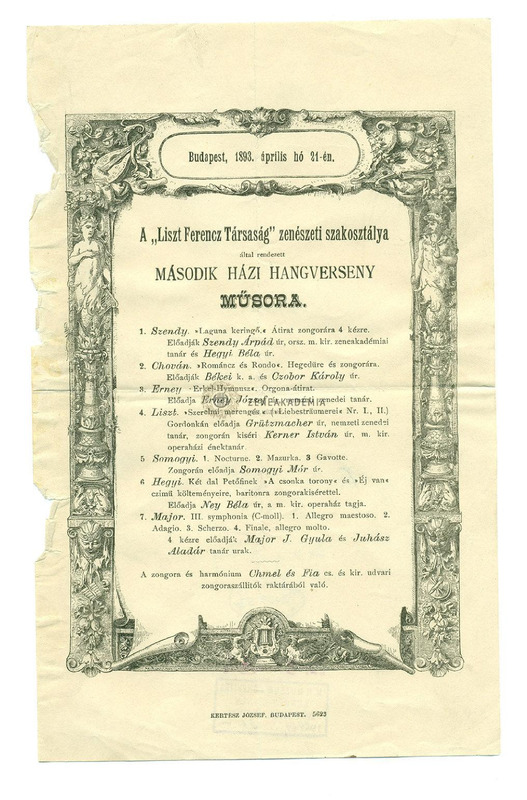 Budapest, 1893. április hó 21-én.
A „Liszt Ferencz Társaság” zenészeti szakosztálya
által rendezett
MÁSODIK HÁZI HANGVERSENY
MŰSORA.
1. Szendy. »Laguna keringő.« Átirat zongorára 4 kézre.
Előadják Szendy Árpád úr, orsz. m. kir. zeneakadémiai
tanár és Hegyi Béla úr.
2. Chován. »Románcz és Rondo«. Hegedüre és zongorára.
Előadják Békei k. a. és Czobor Károly úr.
3. Erney »Erkel-Hymnusz«. Orgona-átirat.
Előadja Erney József úr, nemzeti zenedei tanár.
ZENEAKADÉMIA
4. Liszt. »Szerelmi merengés« (»Liebesträumerei« Nr. I., II.)
Gordonkán előadja Grützmacher úr, nemzeti zenedei
tanár, zongorán kiséri Kerner István úr, m. kir.
operaházi énektanár.
5 Somogyi. 1. Nocturne. 2. Mazurka. 3 Gavotte.
Zongorán előadja Somogyi Mór úr.
6 Hegyi. Két dal Petőfinek »A csonka torony« és »Éj van«
czimű költeményeire, baritonra zongorakisérettel.
Előadja Ney Béla úr, a m. kir. operaház tagja.
7. Major. III. symphonia (C-moll). 1. Allegro maestoso. 2.
Adagio. 3. Scherzo. 4. Finale, allegro molto.
4 kézre előadják Major J. Gyula és Juhász
Aladár tanár urak.
A zongora és harmónium Chmel és Fia cs. és kir. udvari
zongoraszállitók raktárából való.
KERTÉSZ JÓZSEF. BUDAPEST. 5623